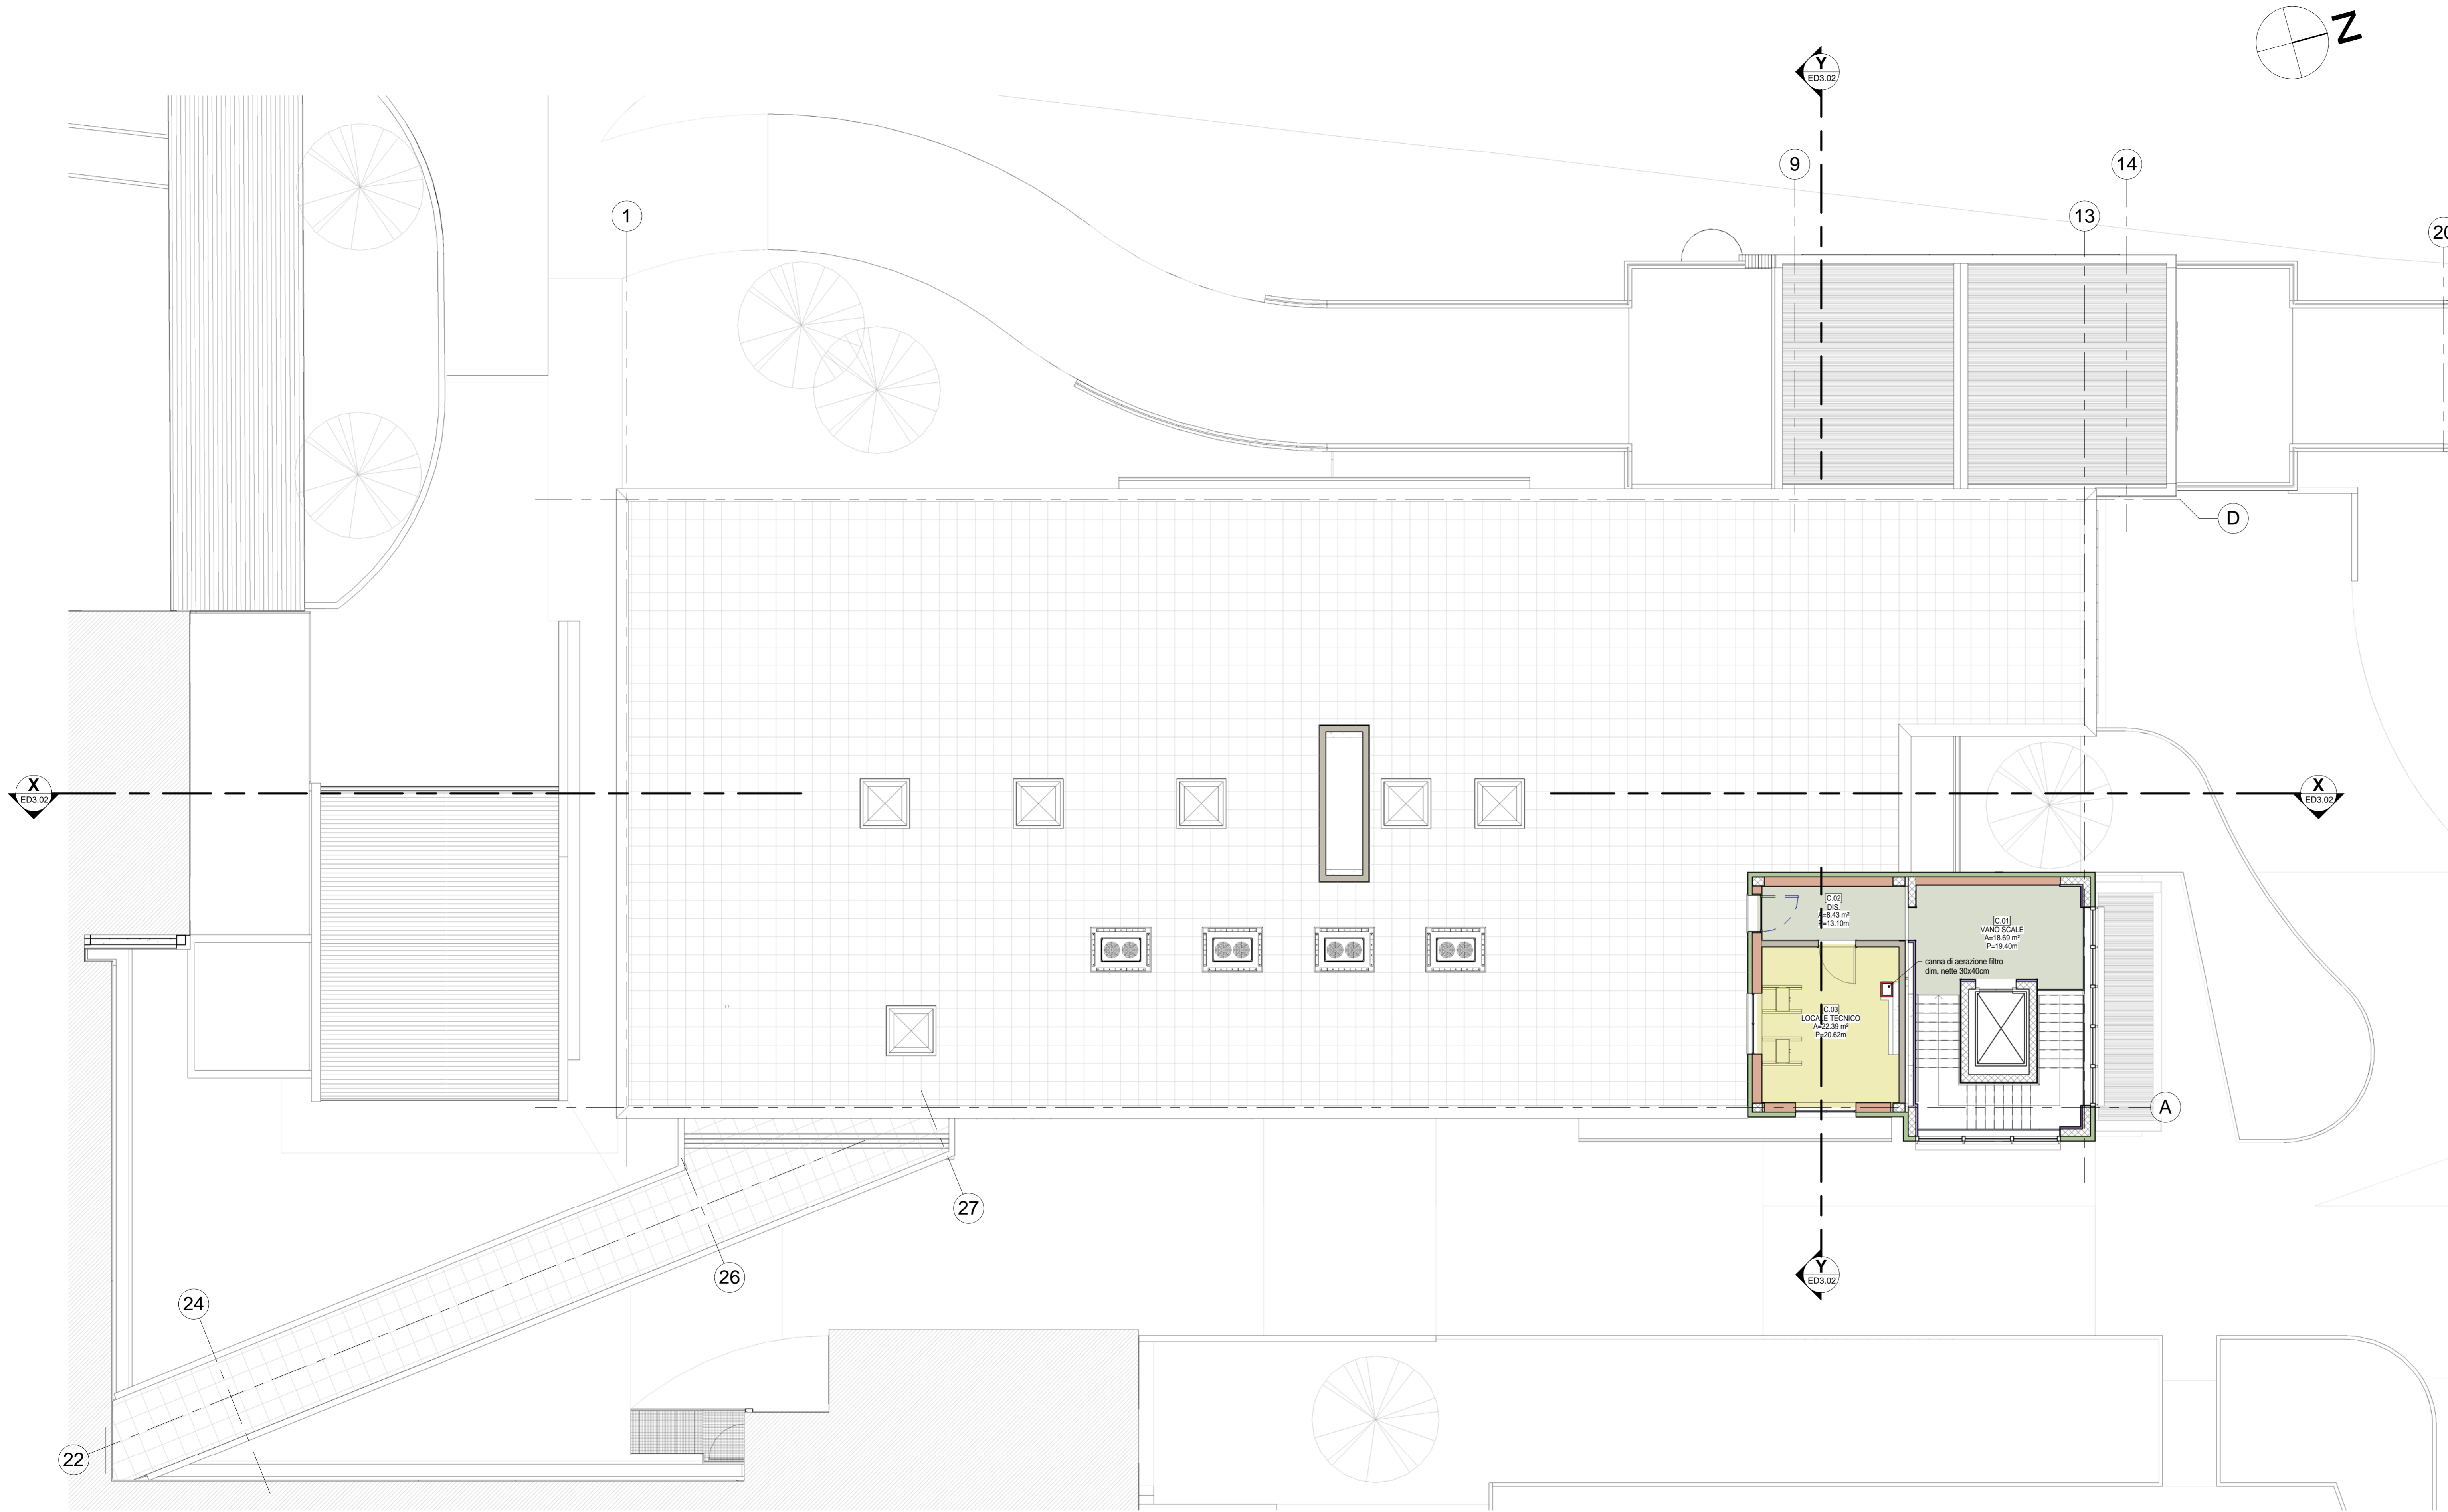 N
Y
ED3.02
9
14
1
13
20
D
X
ED3.02
X
ED3.02
C.02
DIS.
A=8.43 m²
P=13.10m
C.01
VANO SCALE
A=18.69 m²
P=19.40m
canna di aerazione filtro
dim. nette 30x40cm
C.03
LOCALE TECNICO
A=22.39 m²
P=20.62m
A
27
26
Y
ED3.02
24
22